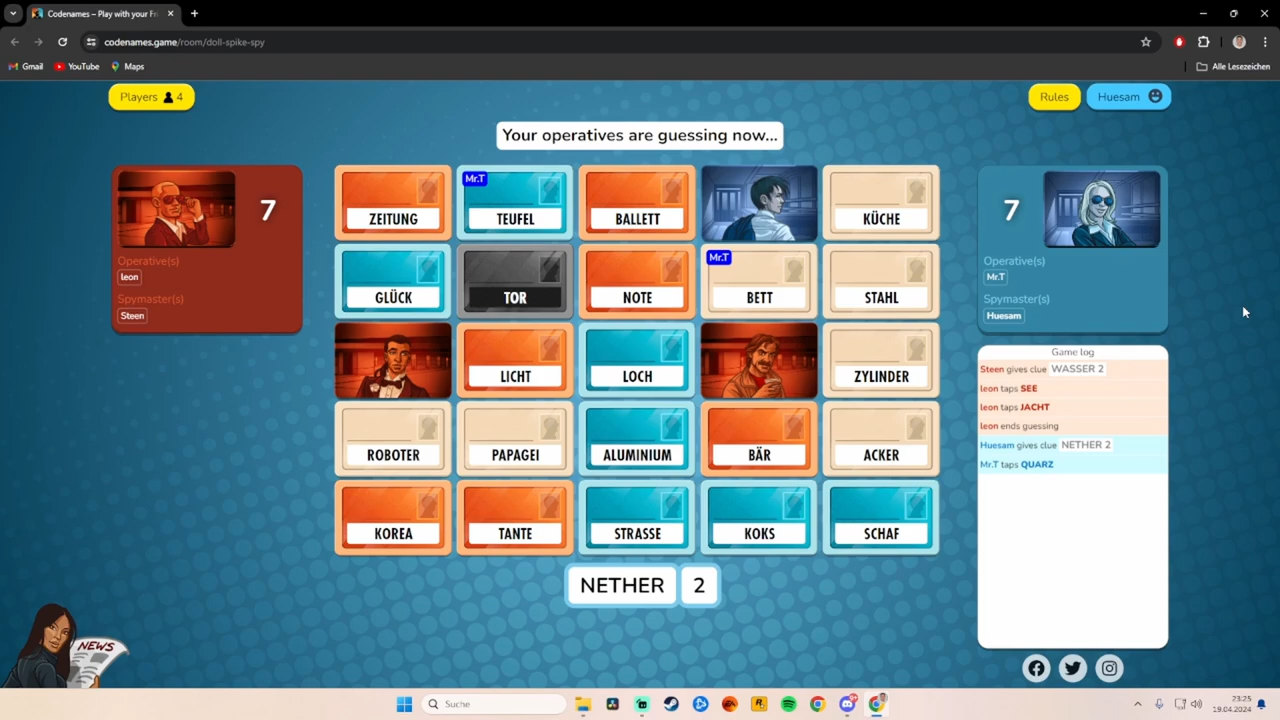 Codenames – Play with your Fri
codenames.game/room/doll-spike-spy
Gmail YouTube Maps Alle Lesezeichen
Players 4
Rules Huesam
Your operatives are guessing now...
7
Operative(s)
leon
Spymaster(s)
Steen
ZEITUNG Mr.T TEUFEL BALLETT KÜCHE
GLÜCK TOR NOTE Mr.T BETT STAHL
LICHT LOCH ZYLINDER
ROBOTER PAPAGEI ALUMINIUM BÄR ACKER
KOREA TANTE STRASSE KOKS SCHAF
NETHER 2
7
Operative(s)
Mr.T
Spymaster(s)
Huesam
Game log
Steen gives clue WASSER 2
leon taps SEE
leon taps JACHT
leon ends guessing
Huesam gives clue NETHER 2
Mr.T taps QUARZ
NEWS
Suche
23:25
19.04.2024